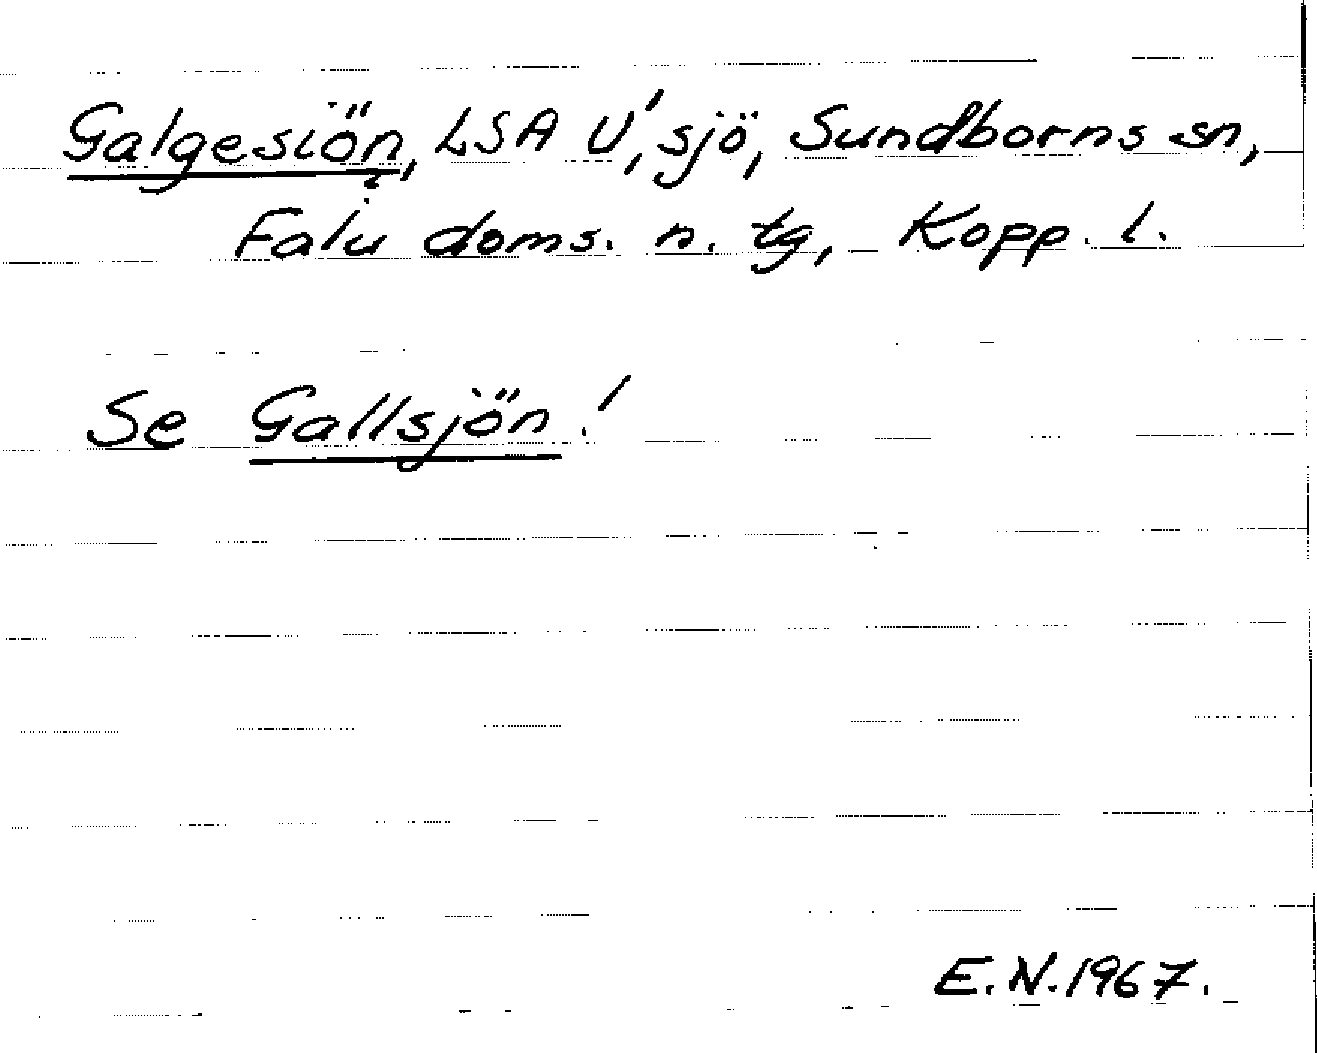 Galgesiön, LSA U', sjö, Sundborns sn,
Falu doms. n. tg, Kopp. l.
Se Gallsjön!
E.N. 1967.